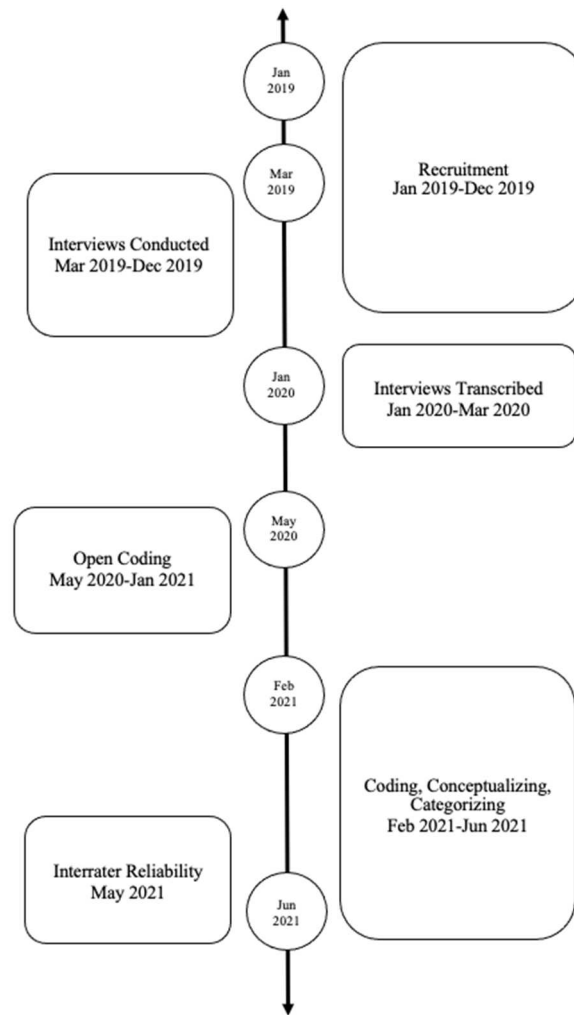 Jan
2019
Recruitment
Jan 2019-Dec 2019
Mar
2019
Interviews Conducted
Mar 2019-Dec 2019
Jan
2020
Interviews Transcribed
Jan 2020-Mar 2020
May
2020
Open Coding
May 2020-Jan 2021
Feb
2021
Coding, Conceptualizing,
Categorizing
Feb 2021-Jun 2021
Interrater Reliability
May 2021
Jun
2021